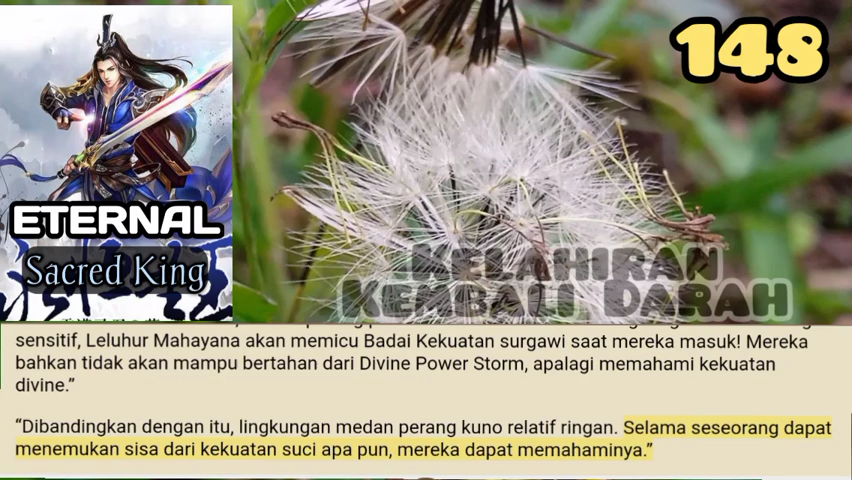 148
ETERNAL
Sacred King
KELAHIRAN
KEMBALI DARAH
sensitif, Leluhur Mahayana akan memicu Badai Kekuatan surgawi saat mereka masuk! Mereka
bahkan tidak akan mampu bertahan dari Divine Power Storm, apalagi memahami kekuatan
divine.”
“Dibandingkan dengan itu, lingkungan medan perang kuno relatif ringan. Selama seseorang dapat
menemukan sisa dari kekuatan suci apa pun, mereka dapat memahaminya.”